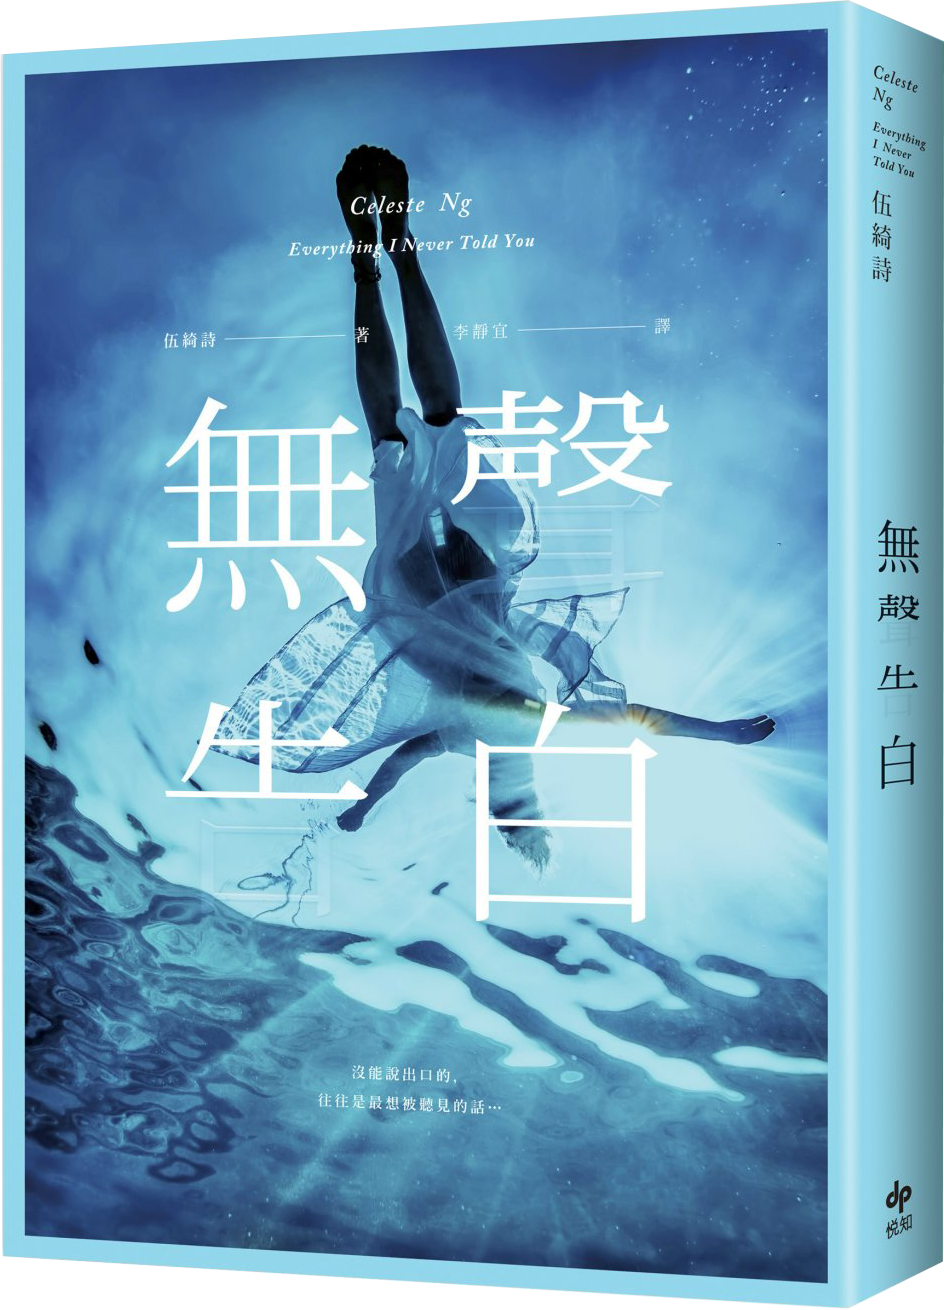 Celeste Ng
Everything I Never Told You
伍綺詩 著 李靜宜 譯
無聲
告白
沒能說出口的,
往往是最想被聽見的話…
Celeste
Ng
Everything
I Never
Told You
伍綺詩
無聲告白
dp
悅知